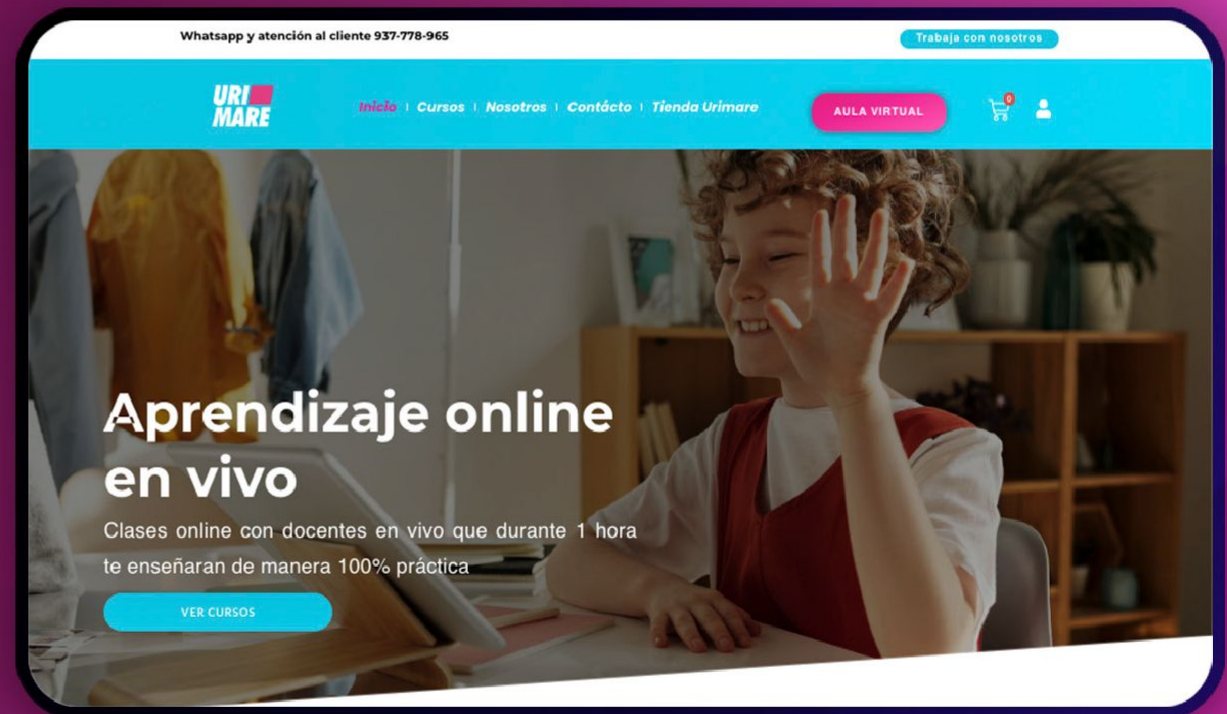 Whatsapp y atención al cliente 937-778-965
Trabaja con nosotros
URI
MARE
Inicio | Cursos | Nosotros | Contácto | Tienda Urimare
AULA VIRTUAL
0
Aprendizaje online
en vivo
Clases online con docentes en vivo que durante 1 hora
te enseñaran de manera 100% práctica
VER CURSOS